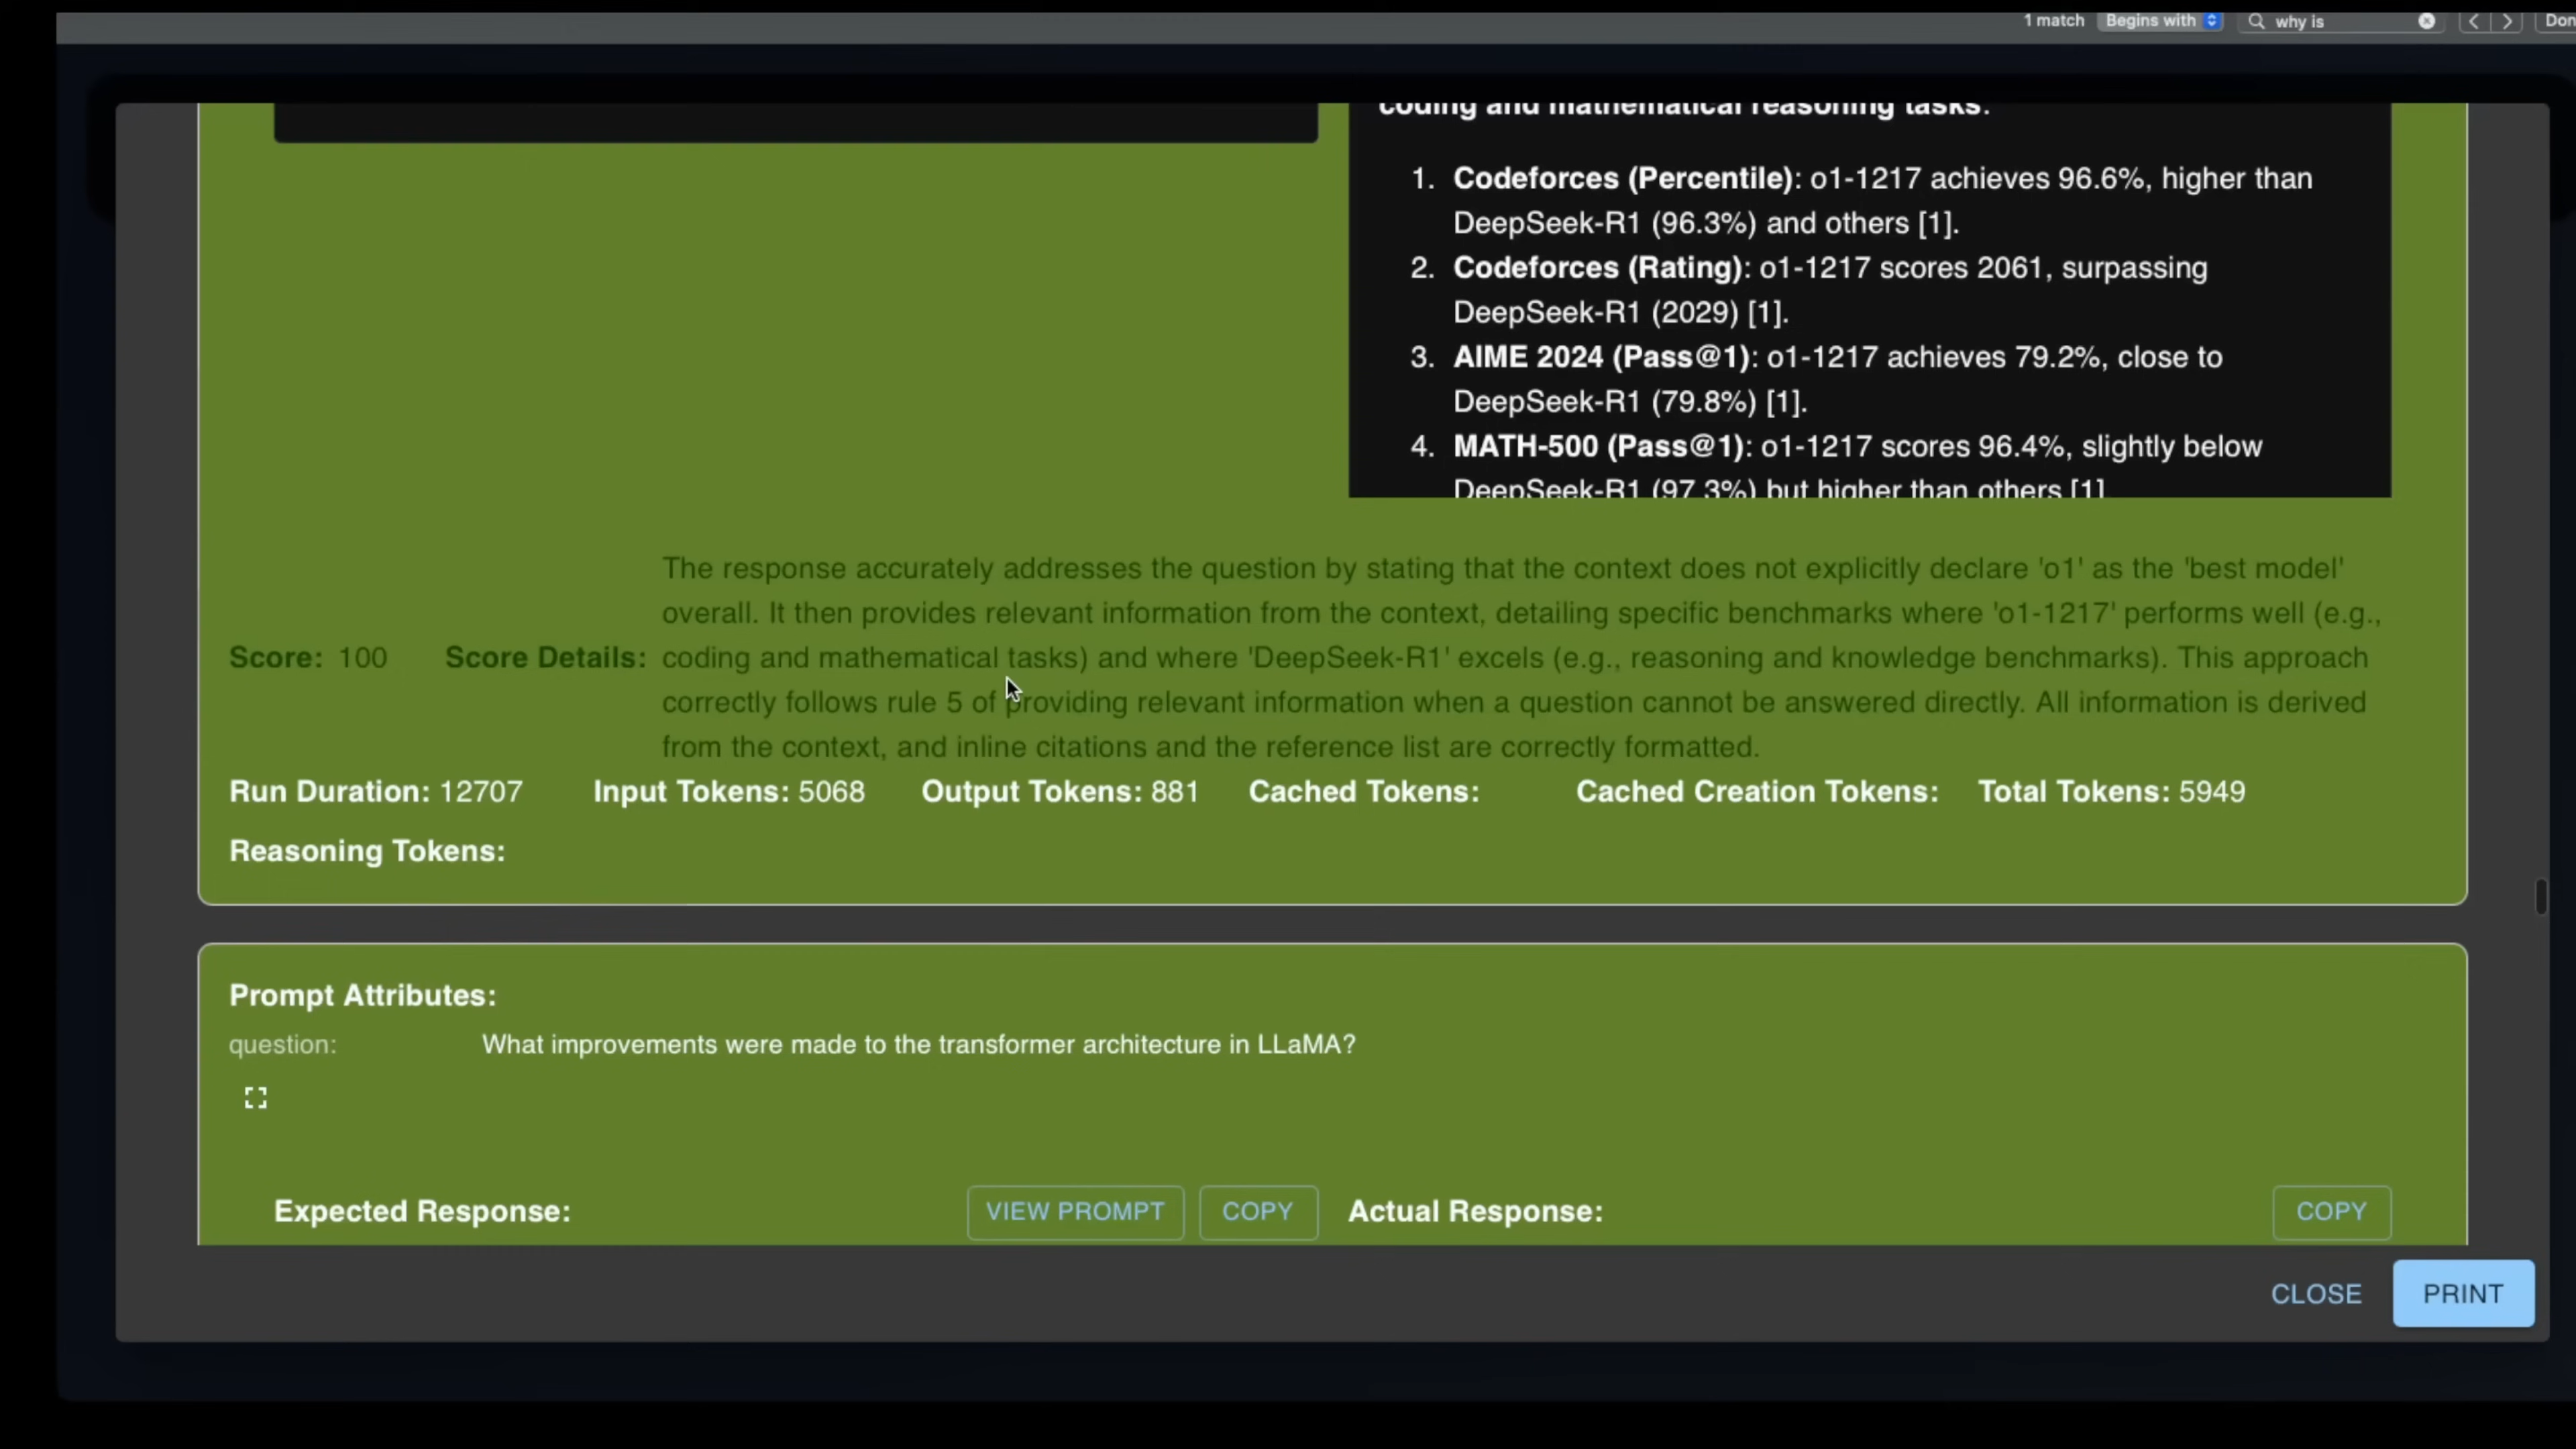 1 match Begins with why is Don
coding and mathematical reasoning tasks:
1. Codeforces (Percentile): o1-1217 achieves 96.6%, higher than
DeepSeek-R1 (96.3%) and others [1].
2. Codeforces (Rating): o1-1217 scores 2061, surpassing
DeepSeek-R1 (2029) [1].
3. AIME 2024 (Pass@1): o1-1217 achieves 79.2%, close to
DeepSeek-R1 (79.8%) [1].
4. MATH-500 (Pass@1): o1-1217 scores 96.4%, slightly below
DeepSeek-R1 (97.3%) but higher than others [1]
The response accurately addresses the question by stating that the context does not explicitly declare 'o1' as the 'best model'
overall. It then provides relevant information from the context, detailing specific benchmarks where 'o1-1217' performs well (e.g.,
Score: 100 Score Details: coding and mathematical tasks) and where 'DeepSeek-R1' excels (e.g., reasoning and knowledge benchmarks). This approach
correctly follows rule 5 of providing relevant information when a question cannot be answered directly. All information is derived
from the context, and inline citations and the reference list are correctly formatted.
Run Duration: 12707 Input Tokens: 5068 Output Tokens: 881 Cached Tokens: Cached Creation Tokens: Total Tokens: 5949
Reasoning Tokens:
Prompt Attributes:
question: What improvements were made to the transformer architecture in LLaMA?
Expected Response: VIEW PROMPT COPY Actual Response: COPY
CLOSE PRINT